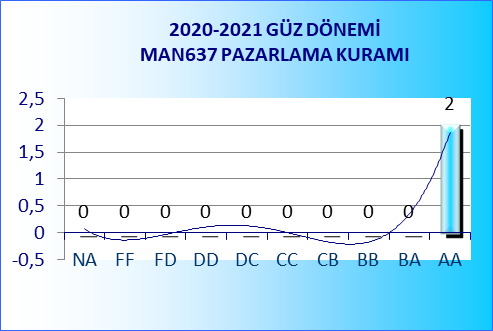 2020-2021 GÜZ DÖNEMİ
MAN637 PAZARLAMA KURAMI
2,5
2
1,5
1
0,5
0
-0,5
0 0 0 0 0 0 0 0 0 2
NA FF FD DD DC CC CB BB BA AA